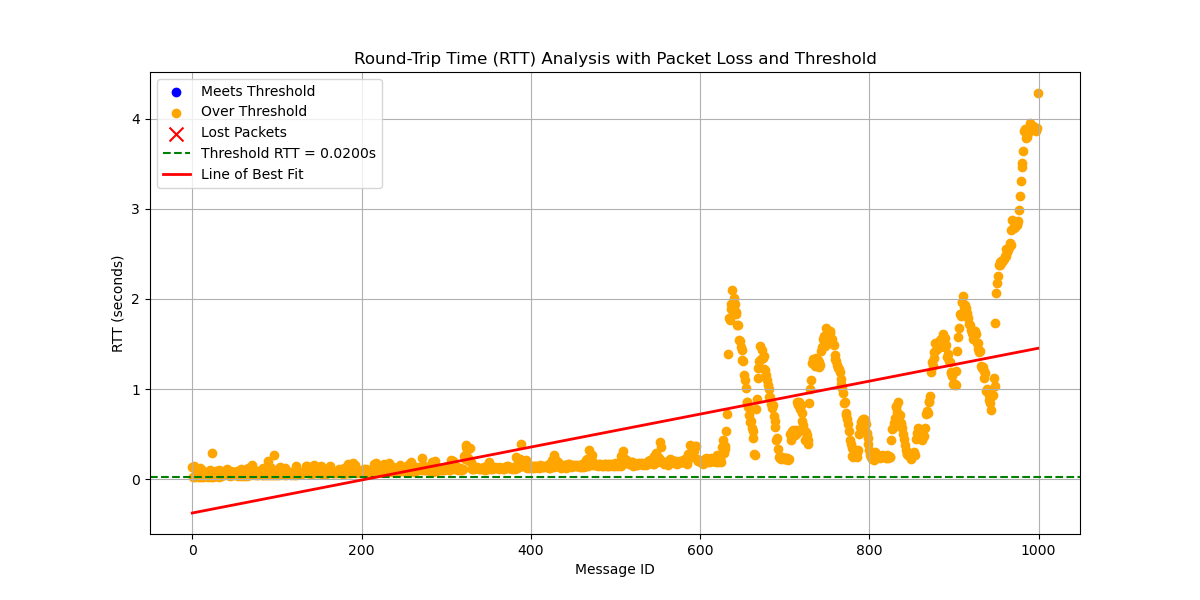 Round-Trip Time (RTT) Analysis with Packet Loss and Threshold
Meets Threshold
Over Threshold
Lost Packets
Threshold RTT = 0.0200s
Line of Best Fit
RTT (seconds)
4
3
2
1
0
0 200 400 600 800 1000
Message ID